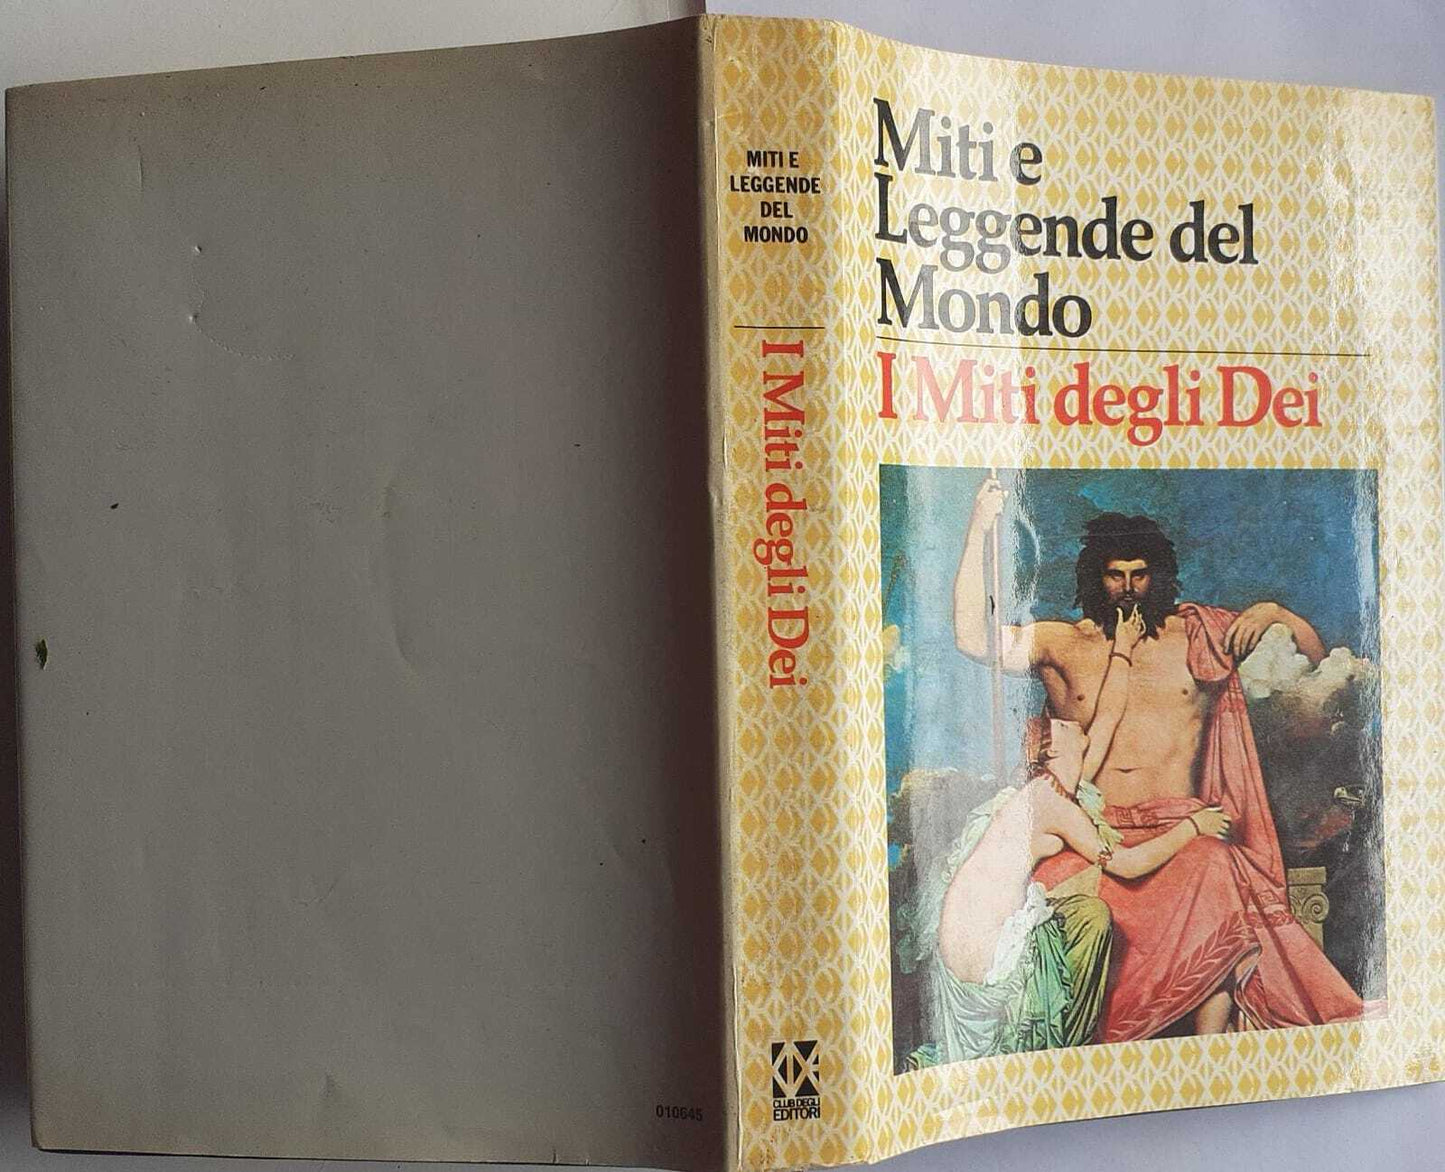 MITI E
LEGGENDE
DEL
MONDO
I Miti degli Dei
CLUB DEGLI
EDITORI
Miti e
Leggende del
Mondo
I Miti degli Dei
010645